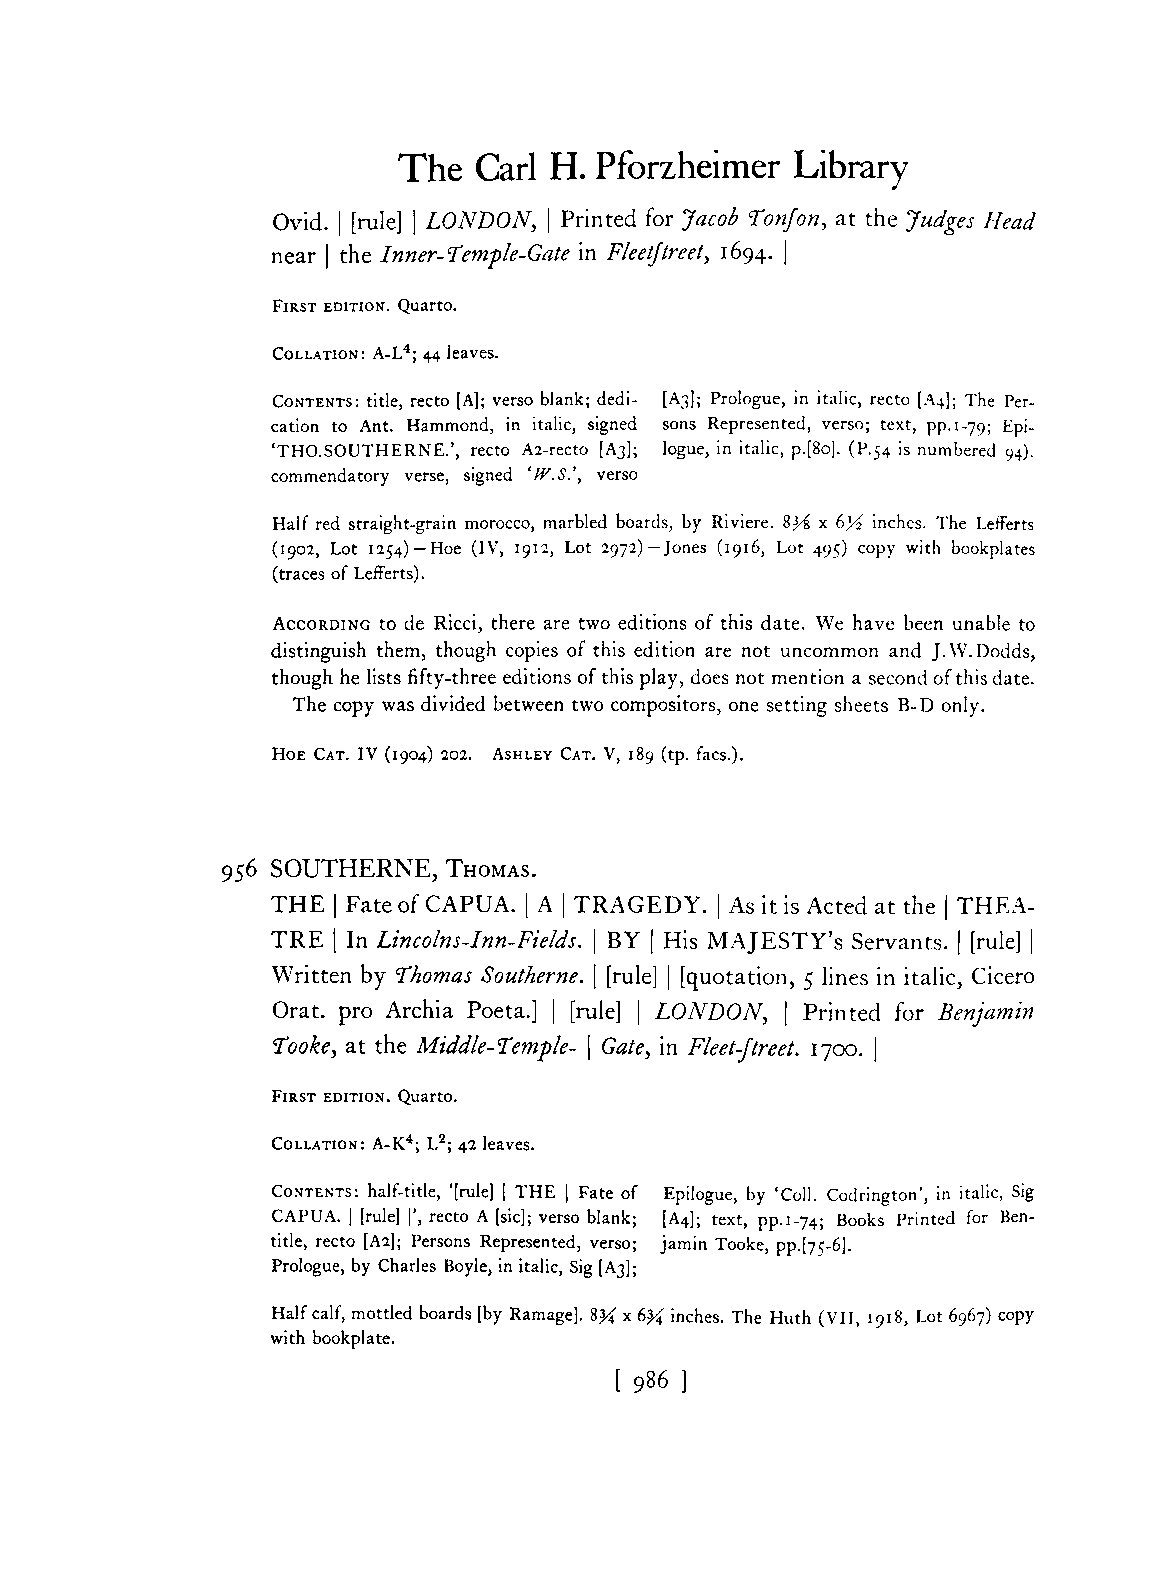 The Carl H. Pforzheimer Library
Ovid. | [rule] | LONDON, | Printed for Jacob Tonſon, at the Judges Head
near | the Inner-Temple-Gate in Fleetſtreet, 1694. |
FIRST EDITION. Quarto.
COLLATION: A-L⁴; 44 leaves.
CONTENTS: title, recto [A]; verso blank; dedi-
cation to Ant. Hammond, in italic, signed
‘THO.SOUTHERNE.’, recto A2-recto [A3];
commendatory verse, signed ‘W.S.’, verso
[A3]; Prologue, in italic, recto [A4]; The Per-
sons Represented, verso; text, pp.1-79; Epi-
logue, in italic, p.[80]. (P.54 is numbered 94).
Half red straight-grain morocco, marbled boards, by Riviere. 8⅜ x 6½ inches. The Lefferts
(1902, Lot 1254)—Hoe (IV, 1912, Lot 2972)—Jones (1916, Lot 495) copy with bookplates
(traces of Lefferts).
ACCORDING to de Ricci, there are two editions of this date. We have been unable to
distinguish them, though copies of this edition are not uncommon and J.W.Dodds,
though he lists fifty-three editions of this play, does not mention a second of this date.
The copy was divided between two compositors, one setting sheets B-D only.
HOE CAT. IV (1904) 202. ASHLEY CAT. V, 189 (tp. facs.).
956 SOUTHERNE, THOMAS.
THE | Fate of CAPUA. | A | TRAGEDY. | As it is Acted at the | THEA-
TRE | In Lincolns-Inn-Fields. | BY | His MAJESTY's Servants. | [rule] |
Written by Thomas Southerne. | [rule] | [quotation, 5 lines in italic, Cicero
Orat. pro Archia Poeta.] | [rule] | LONDON, | Printed for Benjamin
Tooke, at the Middle-Temple- | Gate, in Fleet-ſtreet. 1700. |
FIRST EDITION. Quarto.
COLLATION: A-K⁴; L²; 42 leaves.
CONTENTS: half-title, ‘[rule] | THE | Fate of
CAPUA. | [rule] |’, recto A [sic]; verso blank;
title, recto [A2]; Persons Represented, verso;
Prologue, by Charles Boyle, in italic, Sig [A3];
Epilogue, by ‘Coll. Codrington’, in italic, Sig
[A4]; text, pp.1-74; Books Printed for Ben-
jamin Tooke, pp.[75-6].
Half calf, mottled boards [by Ramage]. 8¾ x 6¾ inches. The Huth (VII, 1918, Lot 6967) copy
with bookplate.
[ 986 ]